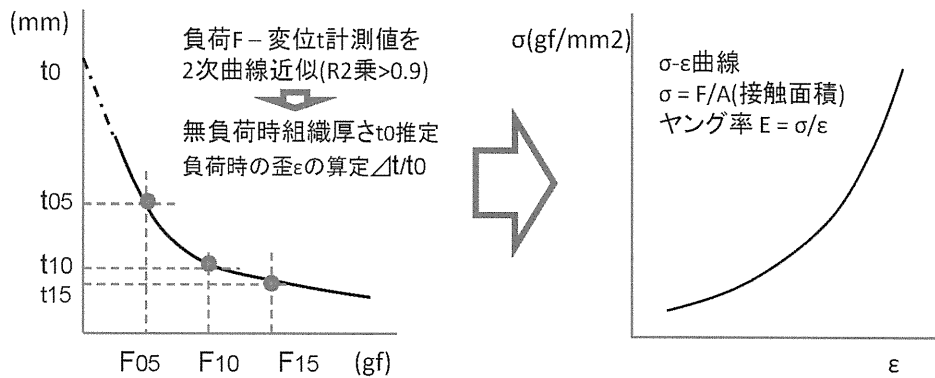 (mm)
t0
負荷F – 変位t計測値を
2次曲線近似(R2乗>0.9)
無負荷時組織厚さt0推定
負荷時の歪εの算定⊿t/t0
t05
t10
t15
F05
F10
F15
(gf)
σ(gf/mm2)
σ-ε曲線
σ = F/A(接触面積)
ヤング率 E = σ/ε
ε